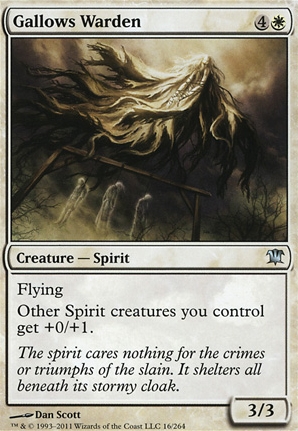 Gallows Warden 4
Creature — Spirit
Flying
Other Spirit creatures you control
get +0/+1.
The spirit cares nothing for the crimes
or triumphs of the slain. It shelters all
beneath its stormy cloak.
Dan Scott
™ & © 1993–2011 Wizards of the Coast LLC 16/264
3/3